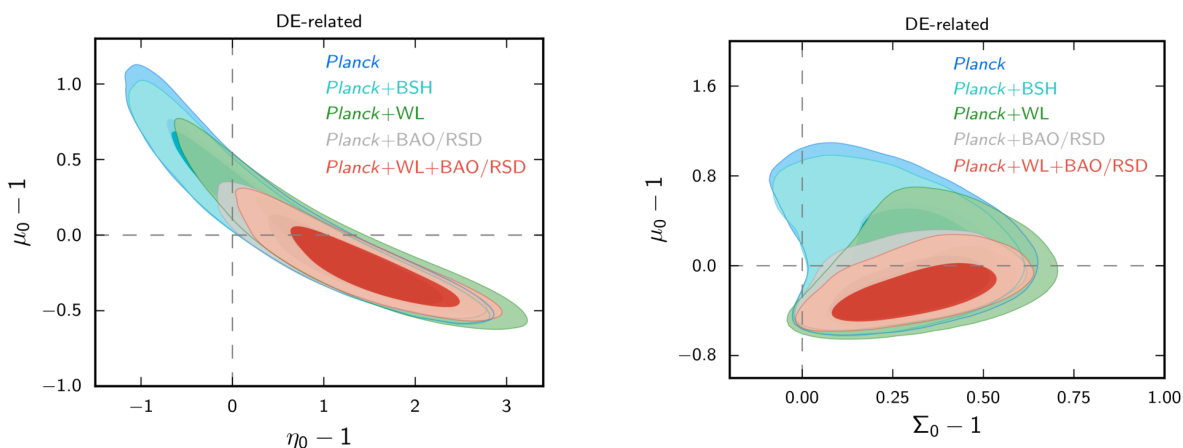 DE-related
Planck
Planck+BSH
Planck+WL
Planck+BAO/RSD
Planck+WL+BAO/RSD
1.0
0.5
0.0
−0.5
−1.0
μ₀ − 1
−1 0 1 2 3
η₀ − 1
DE-related
Planck
Planck+BSH
Planck+WL
Planck+BAO/RSD
Planck+WL+BAO/RSD
1.6
0.8
0.0
−0.8
μ₀ − 1
0.00 0.25 0.50 0.75 1.00
Σ₀ − 1